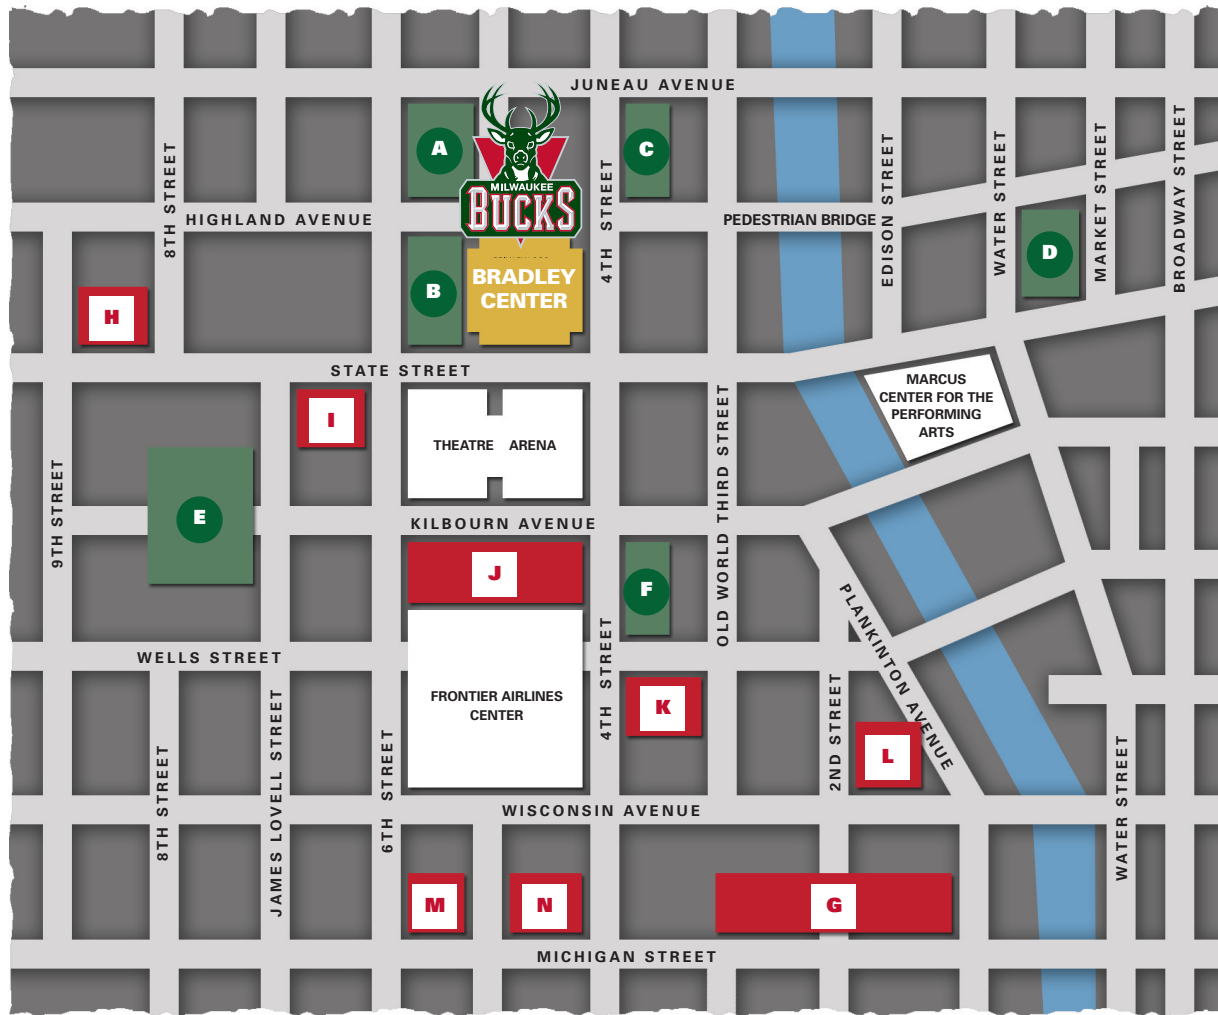 JUNEAU AVENUE
A
C
8TH STREET
4TH STREET
EDISON STREET
WATER STREET
MARKET STREET
BROADWAY STREET
MILWAUKEE
BUCKS
HIGHLAND AVENUE
PEDESTRIAN BRIDGE
D
B
BRADLEY
CENTER
H
STATE STREET
MARCUS
CENTER FOR THE
PERFORMING
ARTS
I
THEATRE
ARENA
9TH STREET
OLD WORLD THIRD STREET
E
KILBOURN AVENUE
J
F
PLANKINTON AVENUE
WELLS STREET
4TH STREET
FRONTIER AIRLINES
CENTER
K
2ND STREET
L
8TH STREET
JAMES LOVELL STREET
6TH STREET
WATER STREET
WISCONSIN AVENUE
M
N
G
MICHIGAN STREET